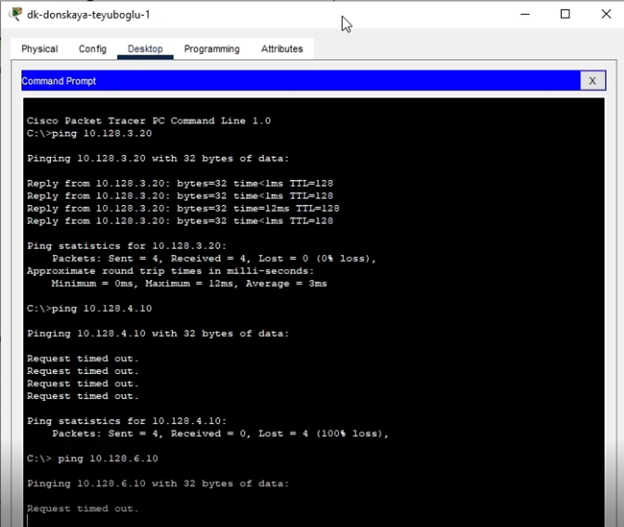 dk-donskaya-teyuboglu-1
Physical Config Desktop Programming Attributes
Command Prompt X
Cisco Packet Tracer PC Command Line 1.0
C:\>ping 10.128.3.20
Pinging 10.128.3.20 with 32 bytes of data:
Reply from 10.128.3.20: bytes=32 time<1ms TTL=128
Reply from 10.128.3.20: bytes=32 time<1ms TTL=128
Reply from 10.128.3.20: bytes=32 time=12ms TTL=128
Reply from 10.128.3.20: bytes=32 time<1ms TTL=128
Ping statistics for 10.128.3.20:
Packets: Sent = 4, Received = 4, Lost = 0 (0% loss),
Approximate round trip times in milli-seconds:
Minimum = 0ms, Maximum = 12ms, Average = 3ms
C:\>ping 10.128.4.10
Pinging 10.128.4.10 with 32 bytes of data:
Request timed out.
Request timed out.
Request timed out.
Request timed out.
Ping statistics for 10.128.4.10:
Packets: Sent = 4, Received = 0, Lost = 4 (100% loss),
C:\> ping 10.128.6.10
Pinging 10.128.6.10 with 32 bytes of data:
Request timed out.